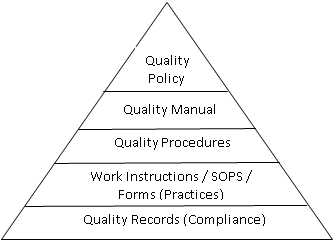 Quality
Policy
Quality Manual
Quality Procedures
Work Instructions / SOPS /
Forms (Practices)
Quality Records (Compliance)